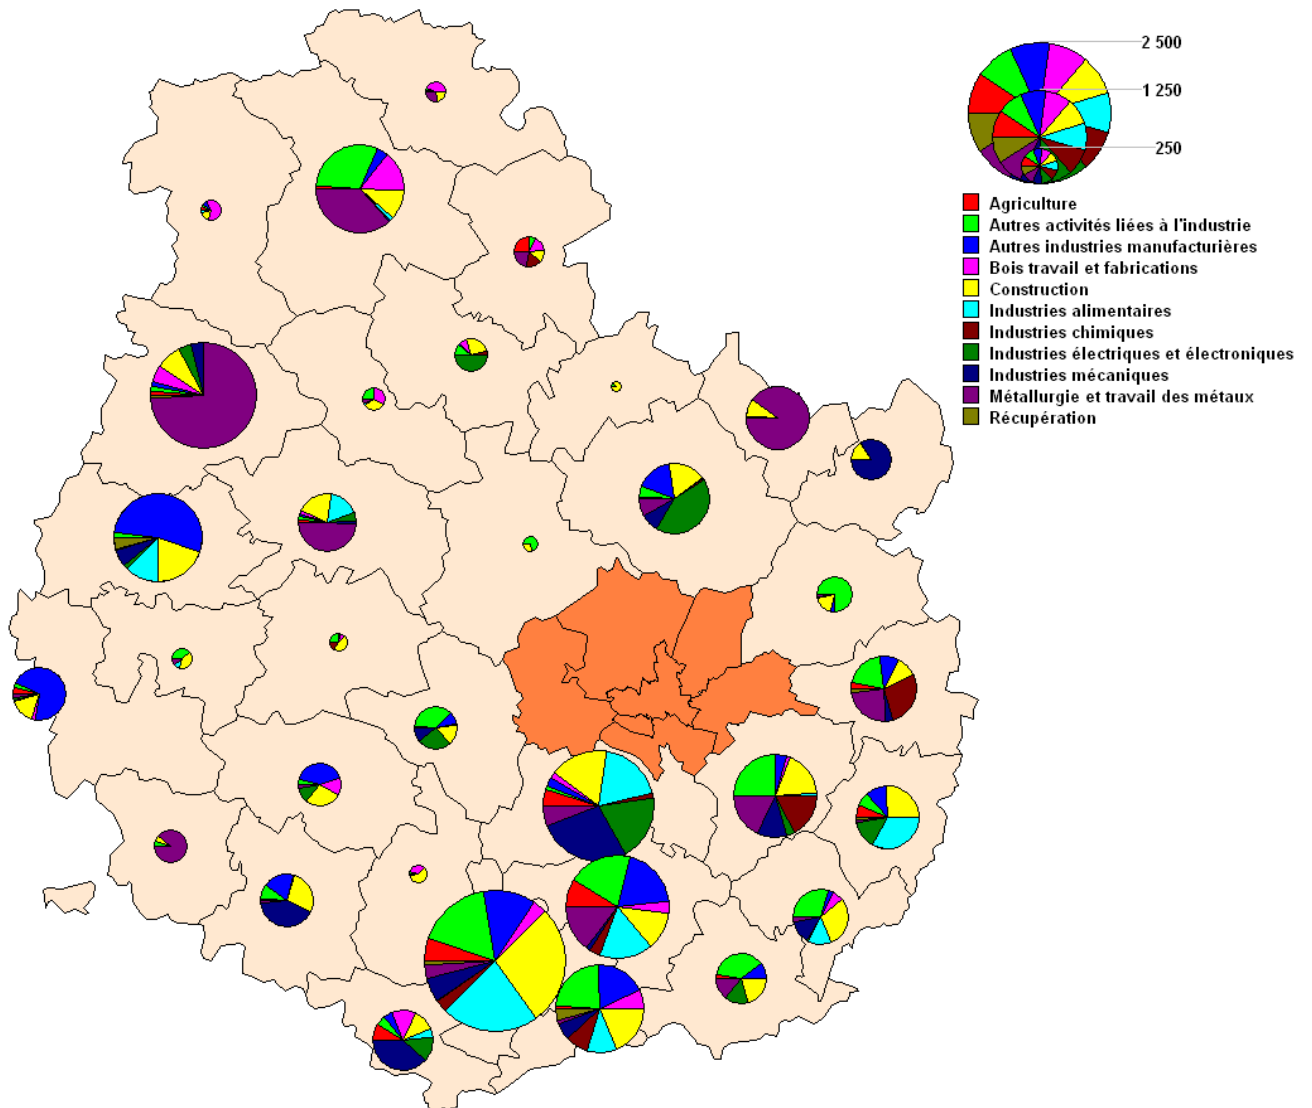 2 500
1 250
250
Agriculture
Autres activités liées à l'industrie
Autres industries manufacturières
Bois travail et fabrications
Construction
Industries alimentaires
Industries chimiques
Industries électriques et électroniques
Industries mécaniques
Métallurgie et travail des métaux
Récupération